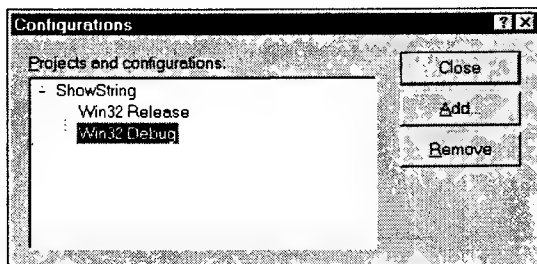 Configurations
Projects and configurations:
ShowString
Win32 Release
Win32 Debug
Close
Add...
Remove